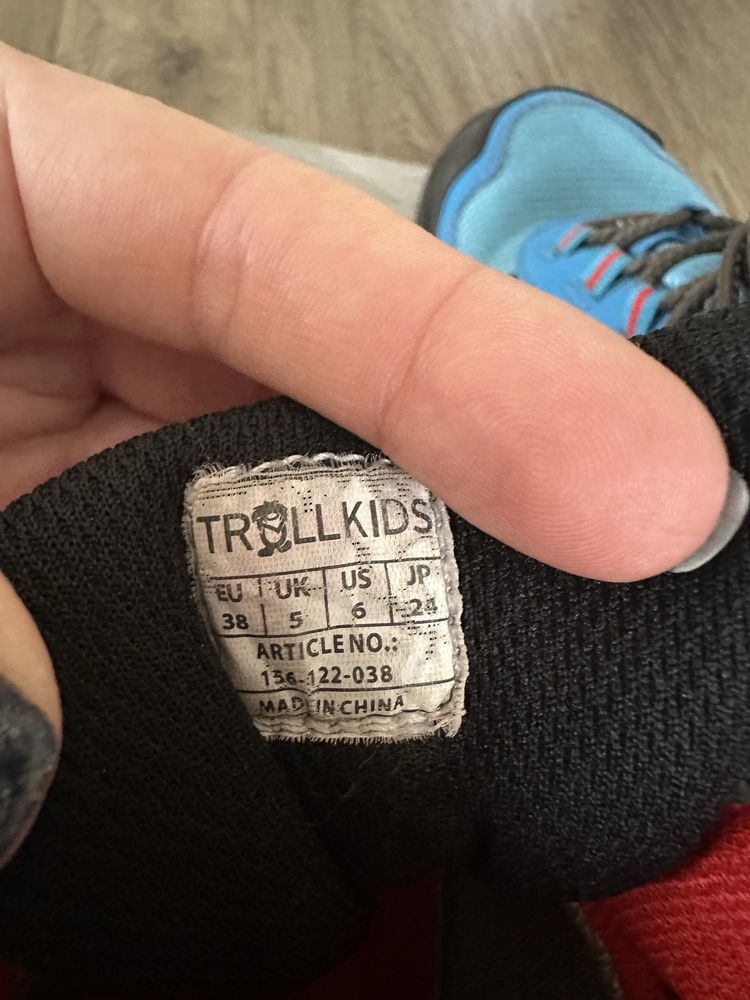 TROLLKIDS
EU UK US JP
38 5 6 24
ARTICLE NO.:
136-122-038
MADE IN CHINA